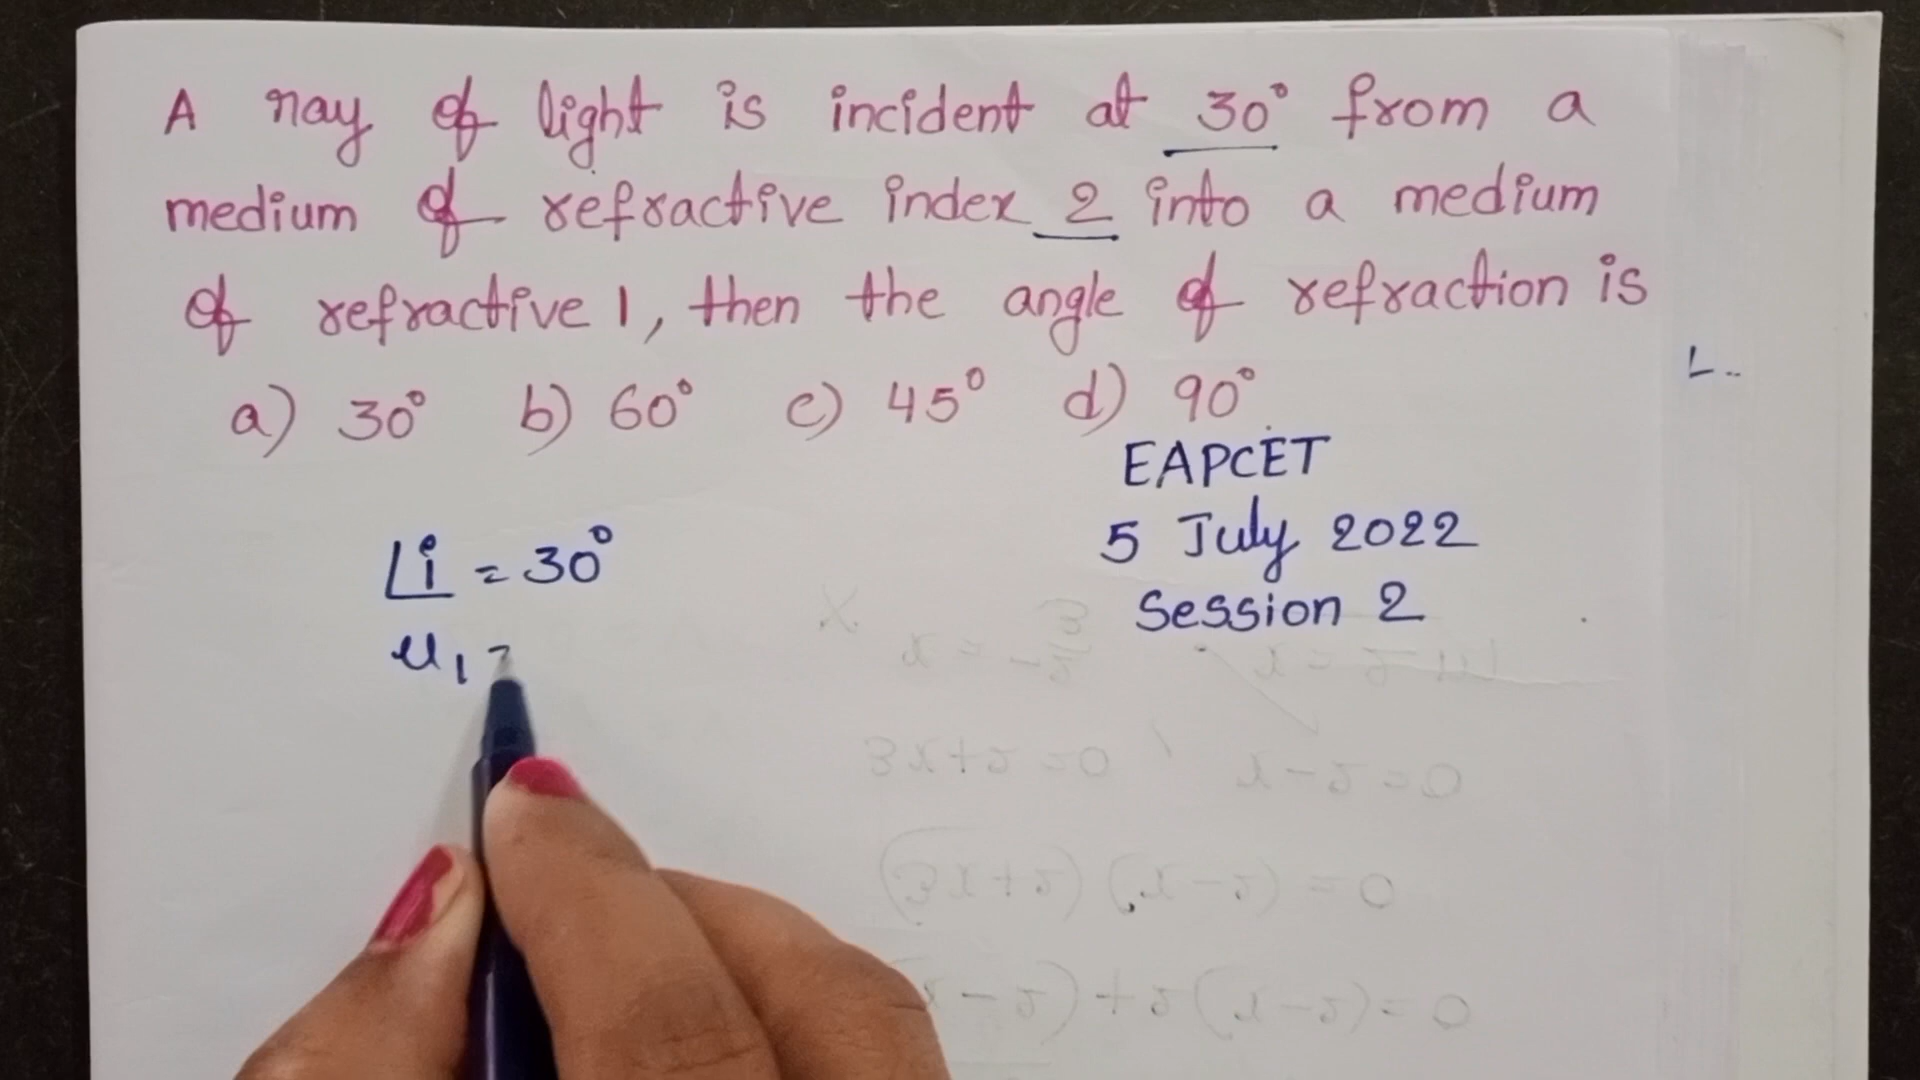 A ray of light is incident at 30° from a
medium of refractive index 2 into a medium
of refractive 1, then the angle of refraction is
a) 30° b) 60° c) 45° d) 90°
EAPCET
5 July 2022
Session 2
∠i = 30°
u₁ =